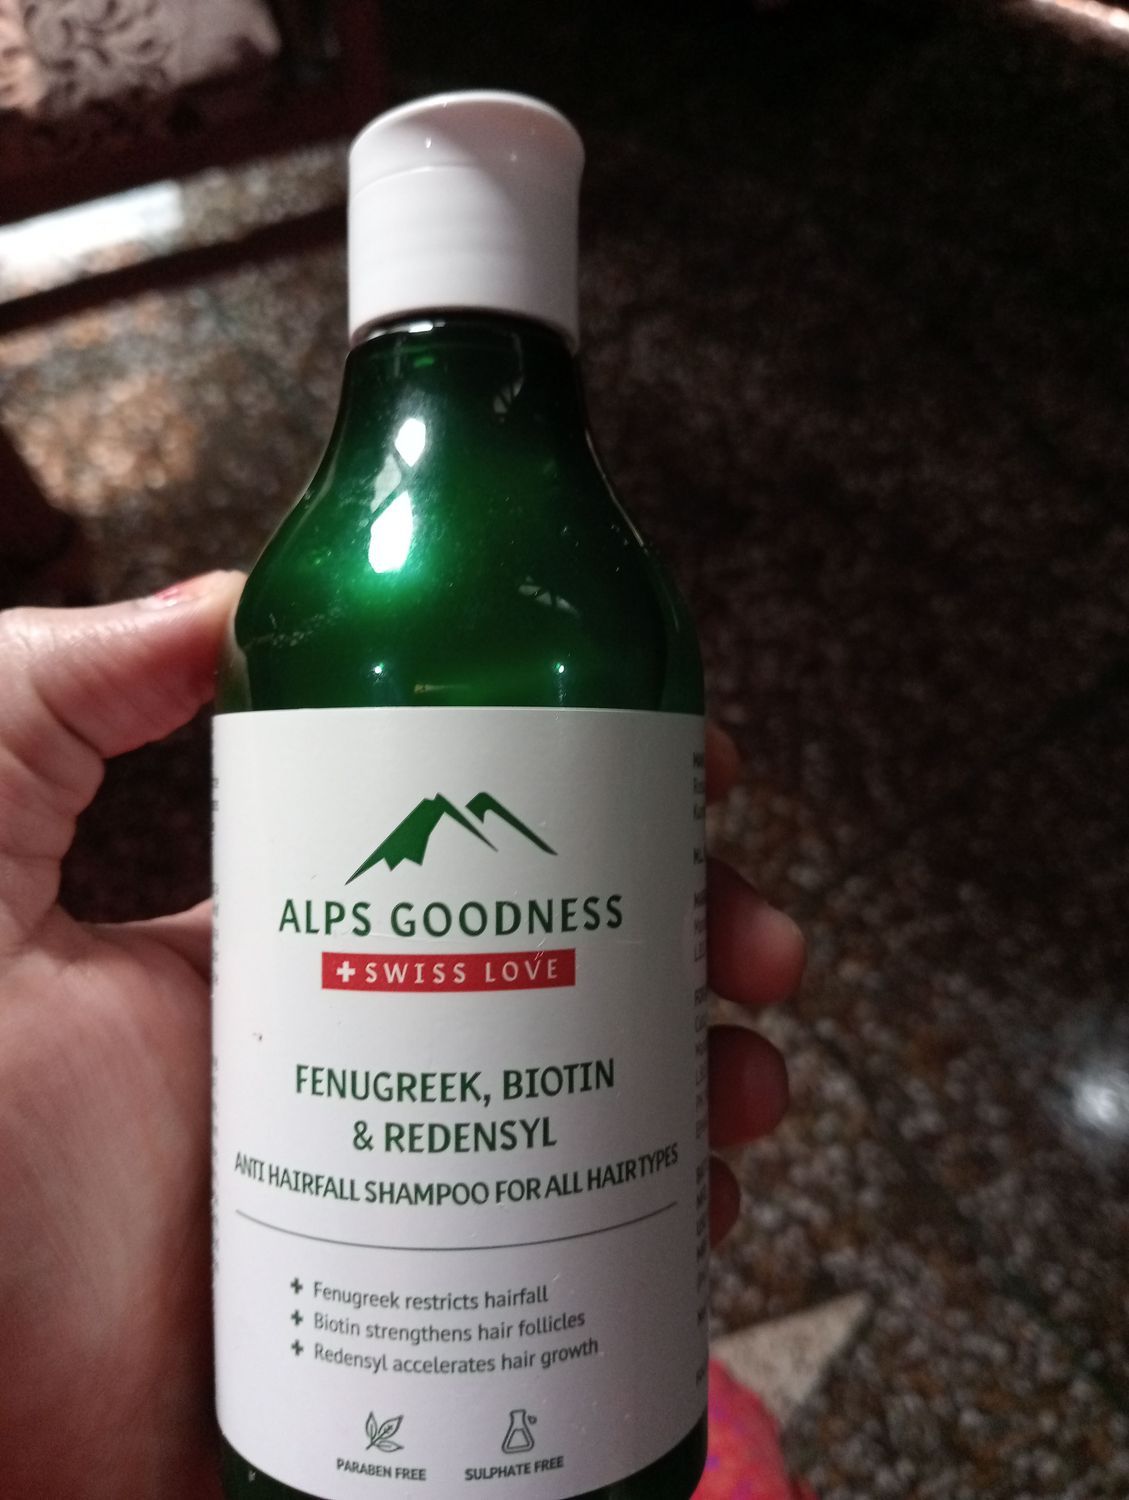 ALPS GOODNESS
SWISS LOVE
FENUGREEK, BIOTIN
& REDENSYL
ANTI HAIRFALL SHAMPOO FOR ALL HAIR TYPES
Fenugreek restricts hairfall
Biotin strengthens hair follicles
Redensyl accelerates hair growth
PARABEN FREE
SULPHATE FREE